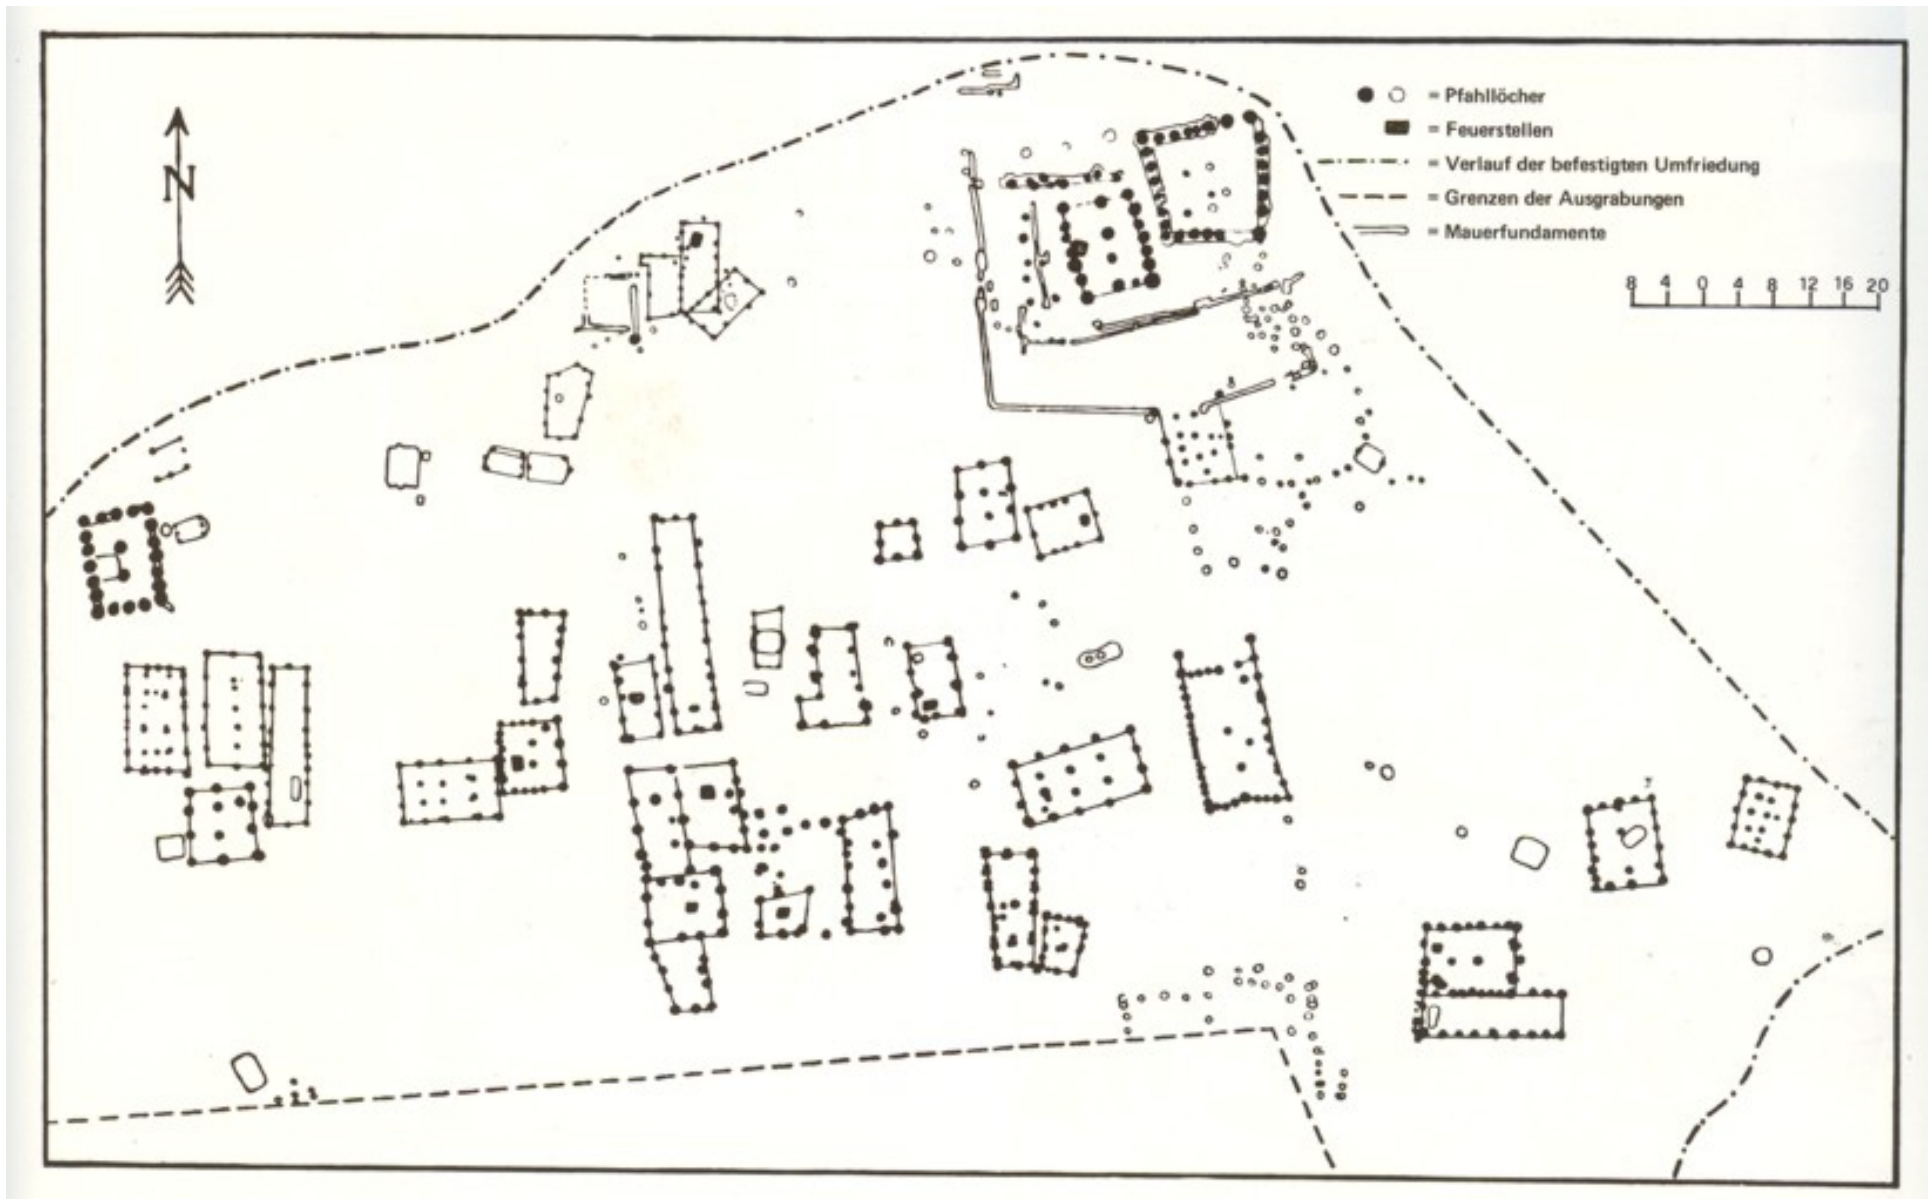 N
= Pfahllöcher
= Feuerstellen
= Verlauf der befestigten Umfriedung
= Grenzen der Ausgrabungen
= Mauerfundamente
8 4 0 4 8 12 16 20